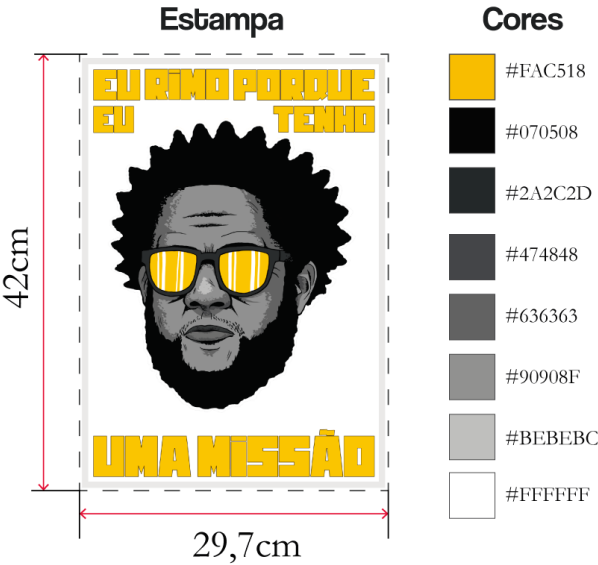 Estampa
Cores
EU RiMO PORQUE
EU TENHO
UMA MiSSÃO
42cm
29,7cm
#FAC518
#070508
#2A2C2D
#474848
#636363
#90908F
#BEBEBC
#FFFFFF